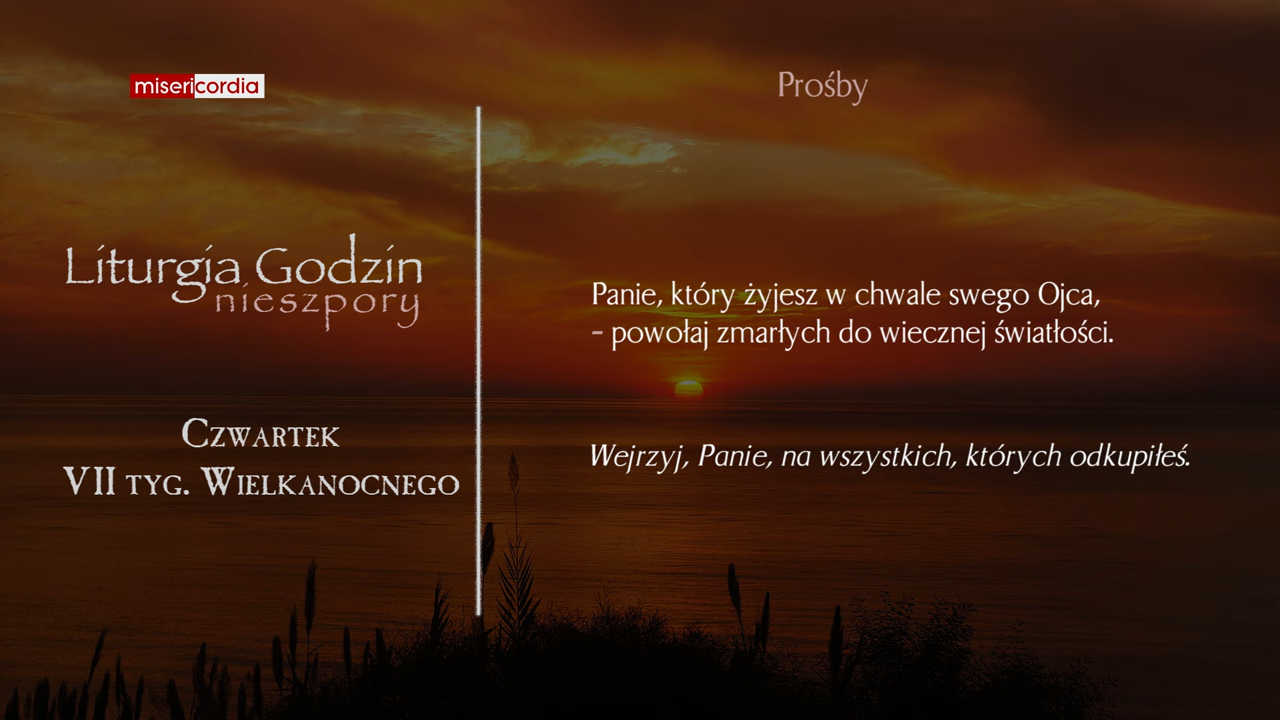 misericordia
Liturgia Godzin
nieszpory
Czwartek
VII tyg. Wielkanocnego
Prośby
Panie, który żyjesz w chwale swego Ojca,
- powołaj zmarłych do wiecznej światłości.
Wejrzyj, Panie, na wszystkich, których odkupiłeś.